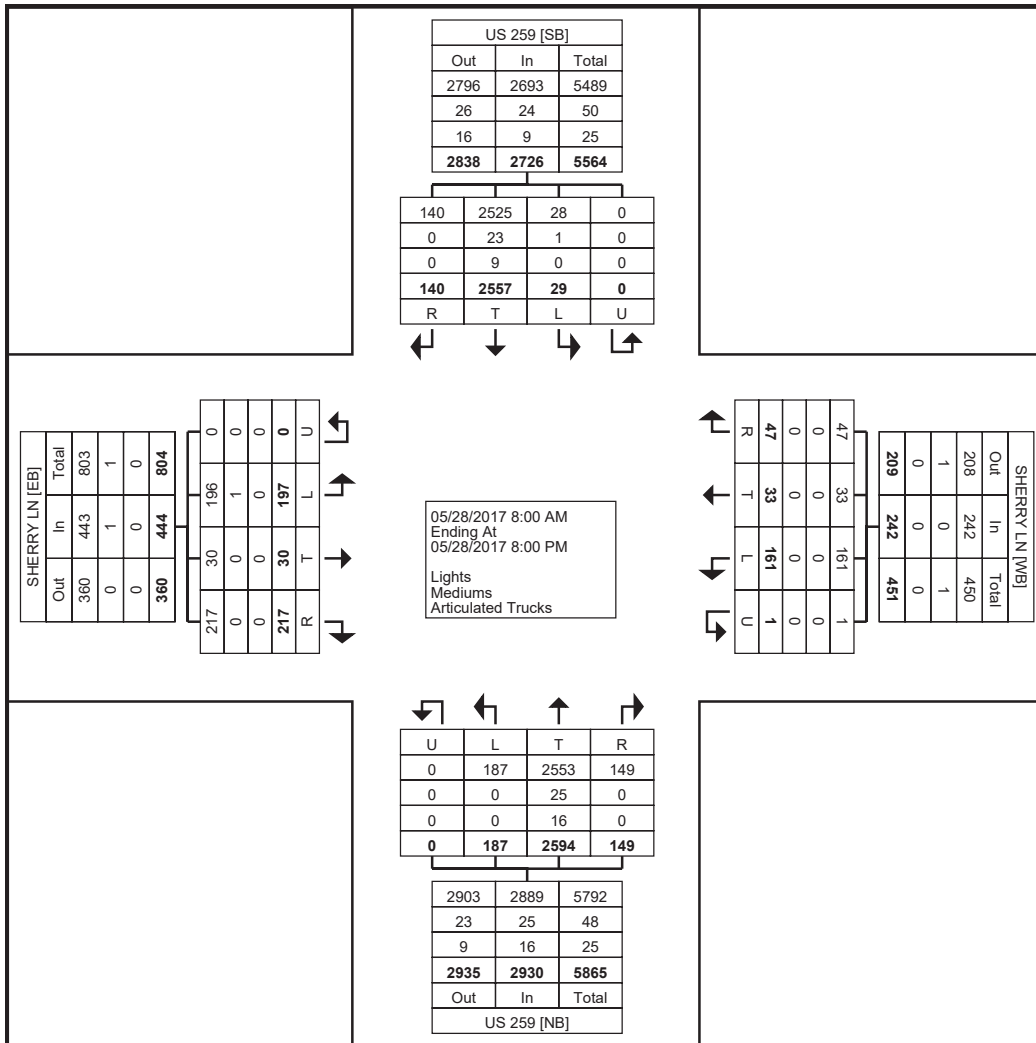 US 259 [SB]
Out In Total
2796 2693 5489
26 24 50
16 9 25
2838 2726 5564
140 2525 28 0
0 23 1 0
0 9 0 0
140 2557 29 0
R T L U
SHERRY LN [EB]
Total In Out
803 443 360
1 1 0
0 0 0
804 444 360
0 196 30 217
0 1 0 0
0 0 0 0
0 197 30 217
U L T R
05/28/2017 8:00 AM
Ending At
05/28/2017 8:00 PM
Lights
Mediums
Articulated Trucks
SHERRY LN [WB]
Out In Total
208 242 450
1 0 1
0 0 0
209 242 451
47 33 161 1
0 0 0 0
0 0 0 0
47 33 161 1
R T L U
U L T R
0 187 2553 149
0 0 25 0
0 0 16 0
0 187 2594 149
2903 2889 5792
23 25 48
9 16 25
2935 2930 5865
Out In Total
US 259 [NB]